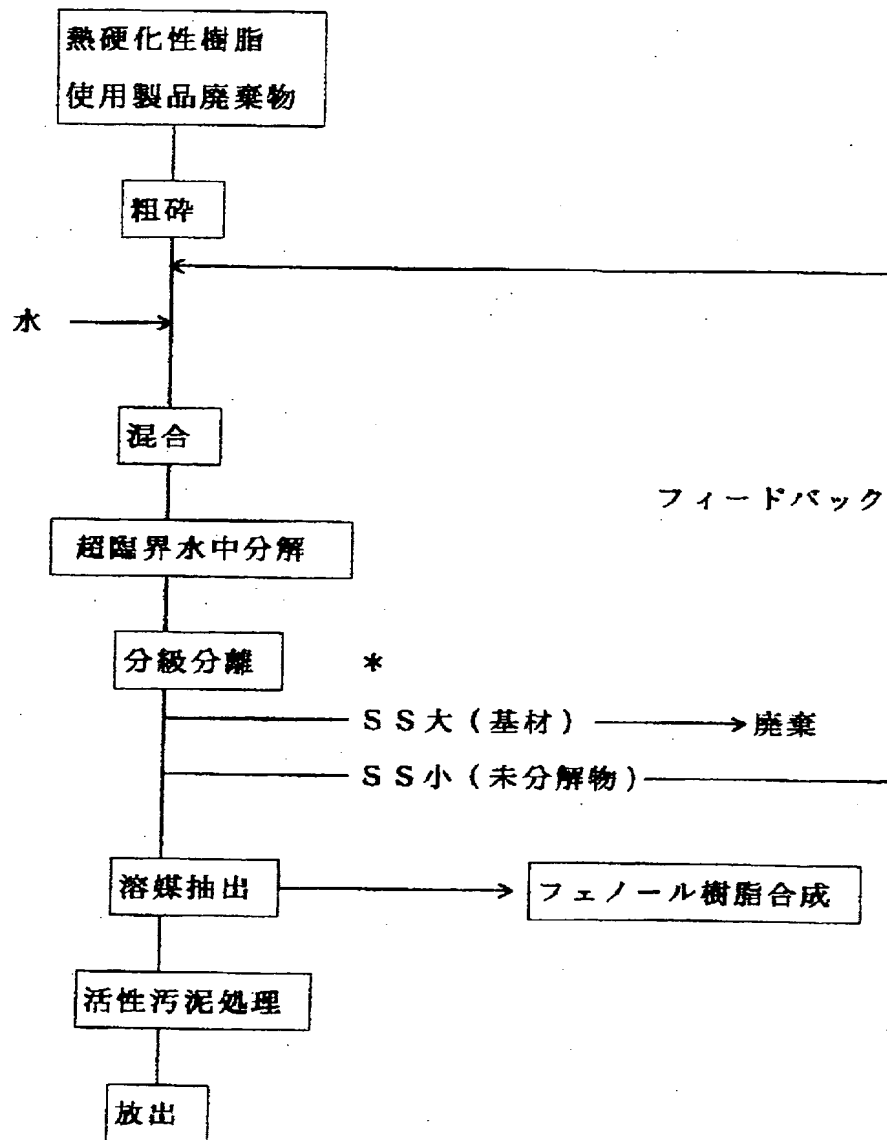 熱硬化性樹脂
使用製品廃棄物
粗砕
水
混合
フィードバック
超臨界水中分解
分級分離 *
SS大(基材) 廃棄
SS小(未分解物)
溶媒抽出 フェノール樹脂合成
活性汚泥処理
放出